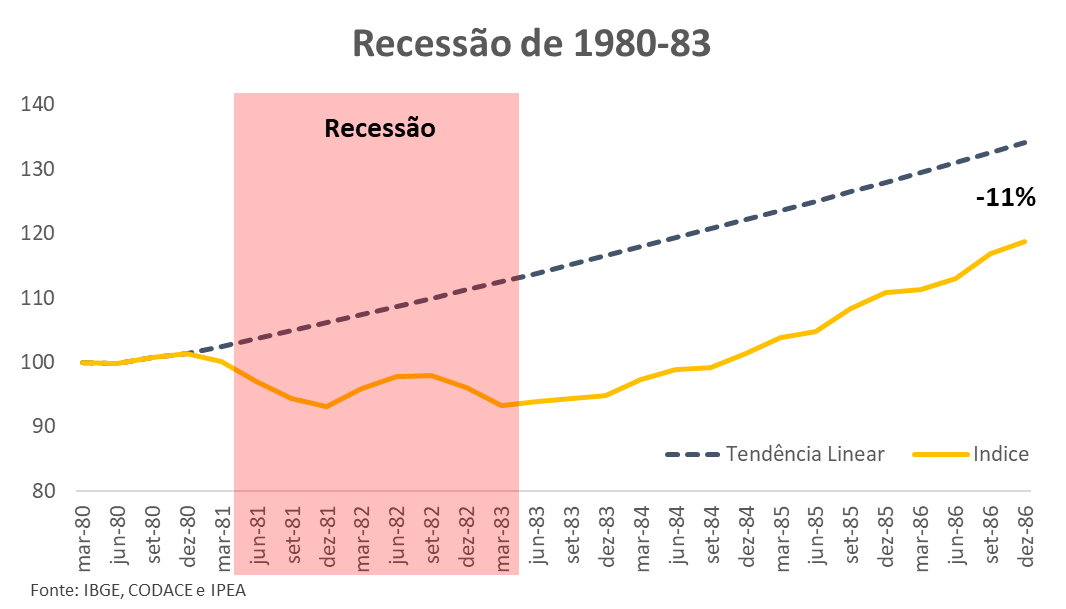 Recessão de 1980-83
140
Recessão
130
-11%
120
110
100
90
Tendência Linear
Indice
80
mar-80
jun-80
set-80
dez-80
mar-81
jun-81
set-81
dez-81
mar-82
jun-82
set-82
dez-82
mar-83
jun-83
set-83
dez-83
mar-84
jun-84
set-84
dez-84
mar-85
jun-85
set-85
dez-85
mar-86
jun-86
set-86
dez-86
Fonte: IBGE, CODACE e IPEA